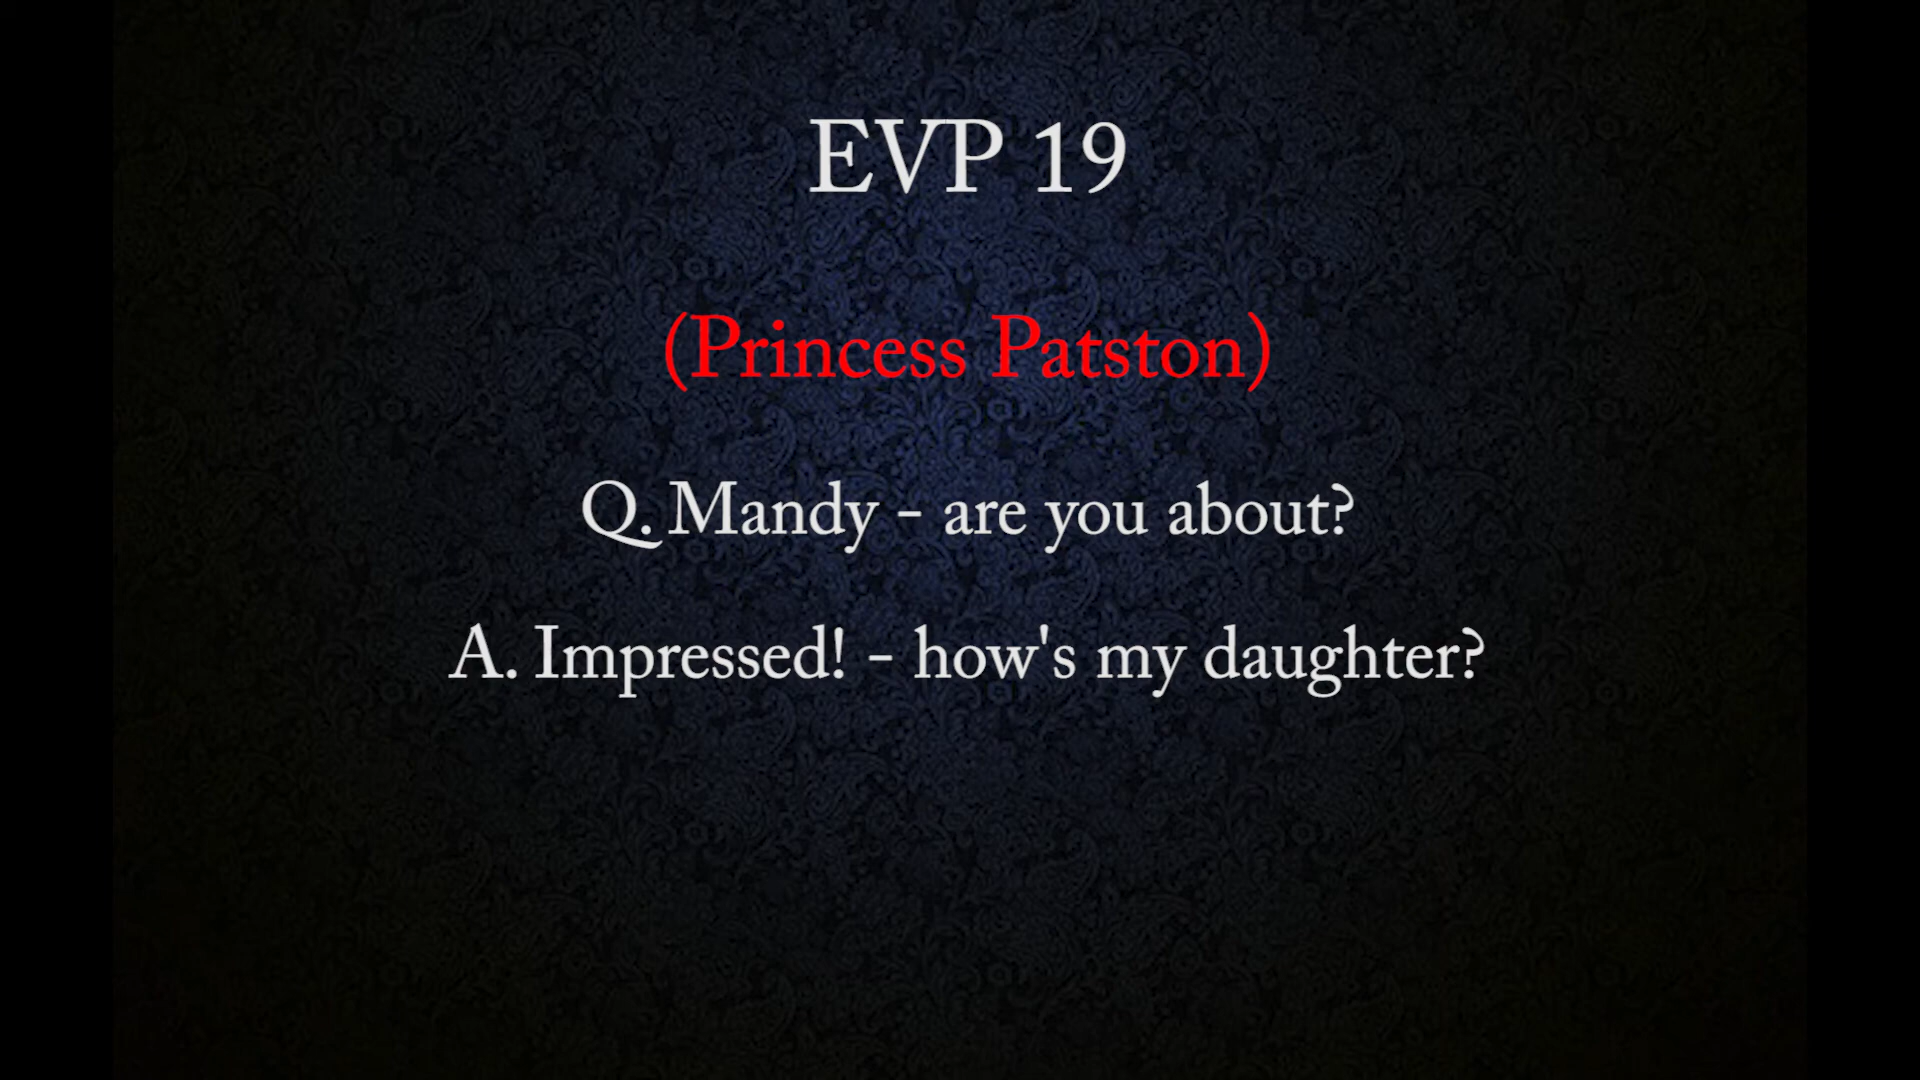 EVP 19
(Princess Patston)
Q. Mandy - are you about?
A. Impressed! - how's my daughter?